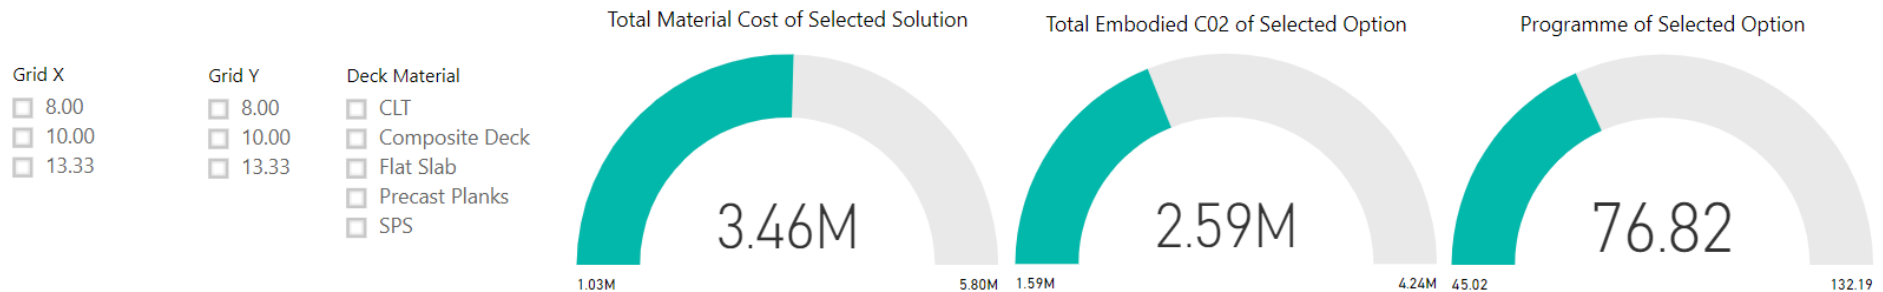 Grid X
8.00
10.00
13.33
Grid Y
8.00
10.00
13.33
Deck Material
CLT
Composite Deck
Flat Slab
Precast Planks
SPS
Total Material Cost of Selected Solution
3.46M
1.03M
5.80M
Total Embodied C02 of Selected Option
2.59M
1.59M
4.24M
Programme of Selected Option
76.82
45.02
132.19